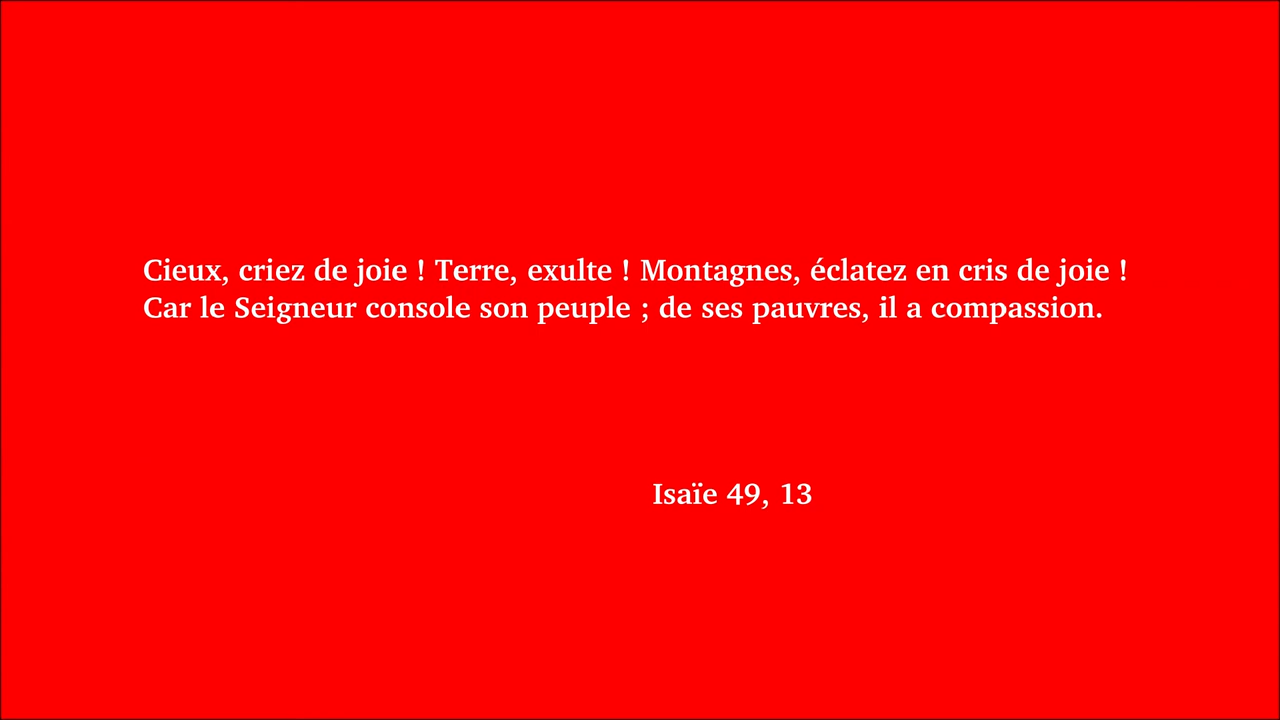 Cieux, criez de joie ! Terre, exulte ! Montagnes, éclatez en cris de joie !
Car le Seigneur console son peuple ; de ses pauvres, il a compassion.
Isaïe 49, 13